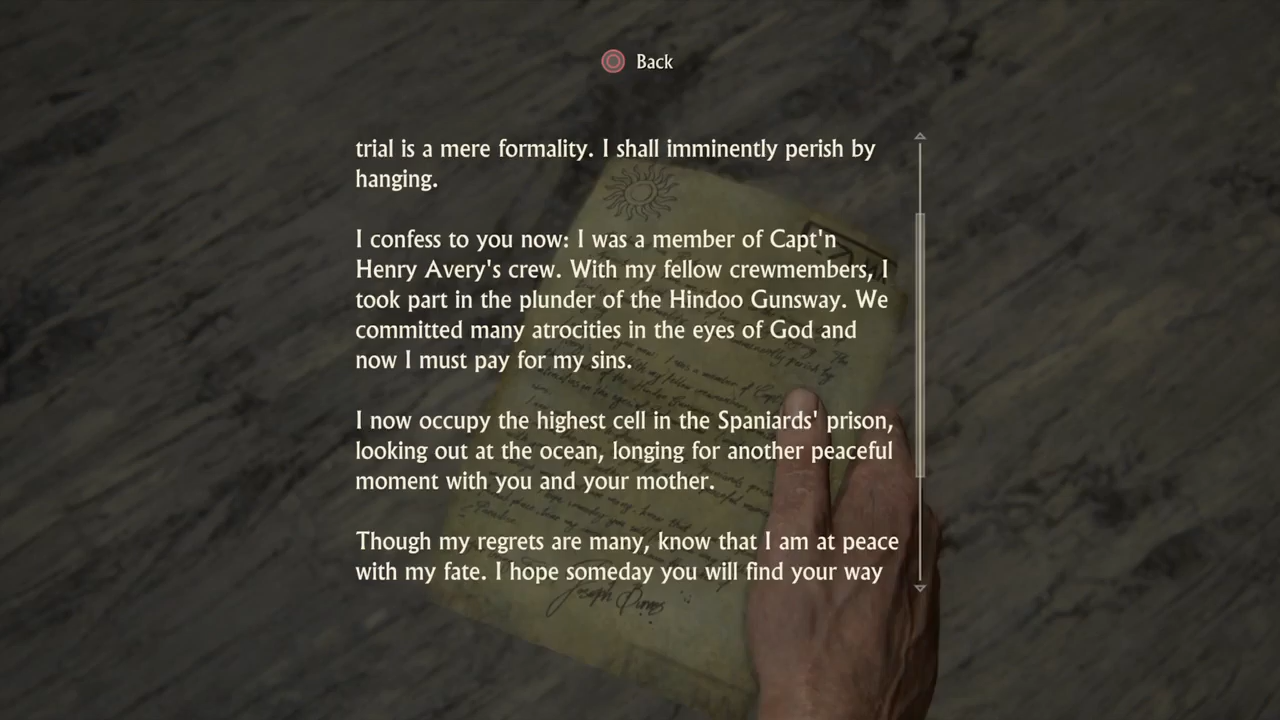 Back
trial is a mere formality. I shall imminently perish by
hanging.
I confess to you now: I was a member of Capt'n
Henry Avery's crew. With my fellow crewmembers, I
took part in the plunder of the Hindoo Gunsway. We
committed many atrocities in the eyes of God and
now I must pay for my sins.
I now occupy the highest cell in the Spaniards' prison,
looking out at the ocean, longing for another peaceful
moment with you and your mother.
Though my regrets are many, know that I am at peace
with my fate. I hope someday you will find your way